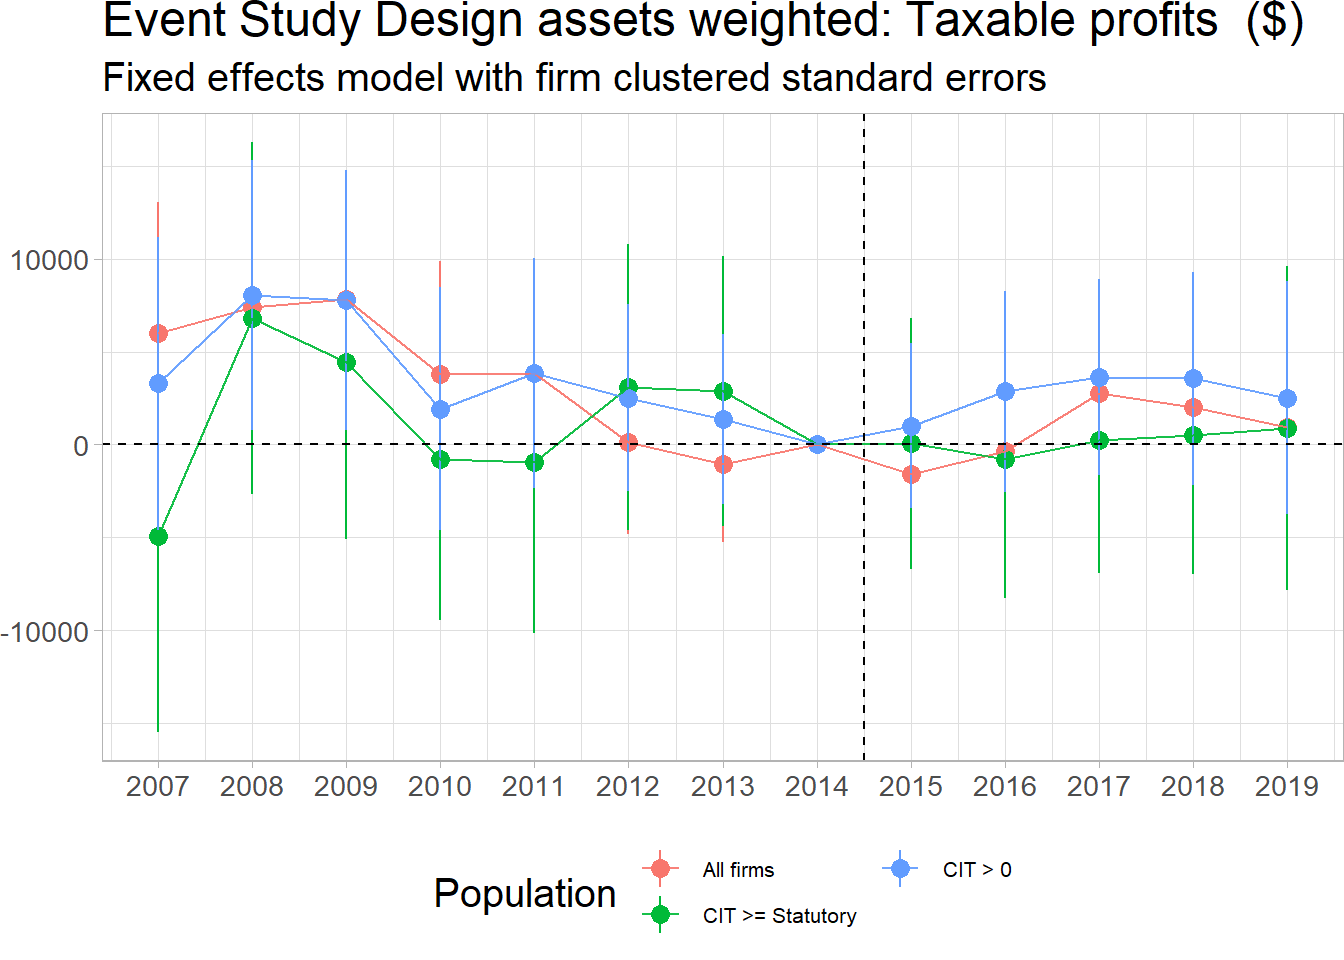 Event Study Design assets weighted: Taxable profits  ($)
Fixed effects model with firm clustered standard errors
10000
0
-10000
2007 2008 2009 2010 2011 2012 2013 2014 2015 2016 2017 2018 2019
Population
All firms
CIT >= Statutory
CIT > 0